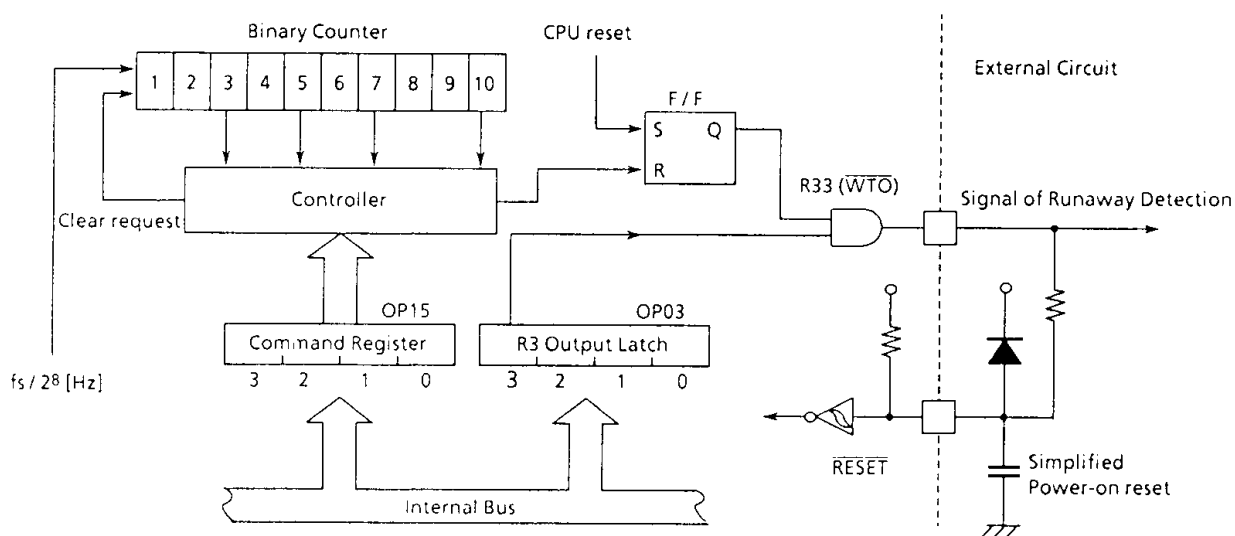 Binary Counter
CPU reset
External Circuit
1 2 3 4 5 6 7 8 9 10
F/F
S Q
R
R33 (W̅T̅O̅)
Controller
Clear request
Signal of Runaway Detection
OP15
OP03
Command Register
R3 Output Latch
fs / 2⁸ [Hz]
3 2 1 0
3 2 1 0
R̅E̅S̅E̅T̅
Simplified
Power-on reset
Internal Bus